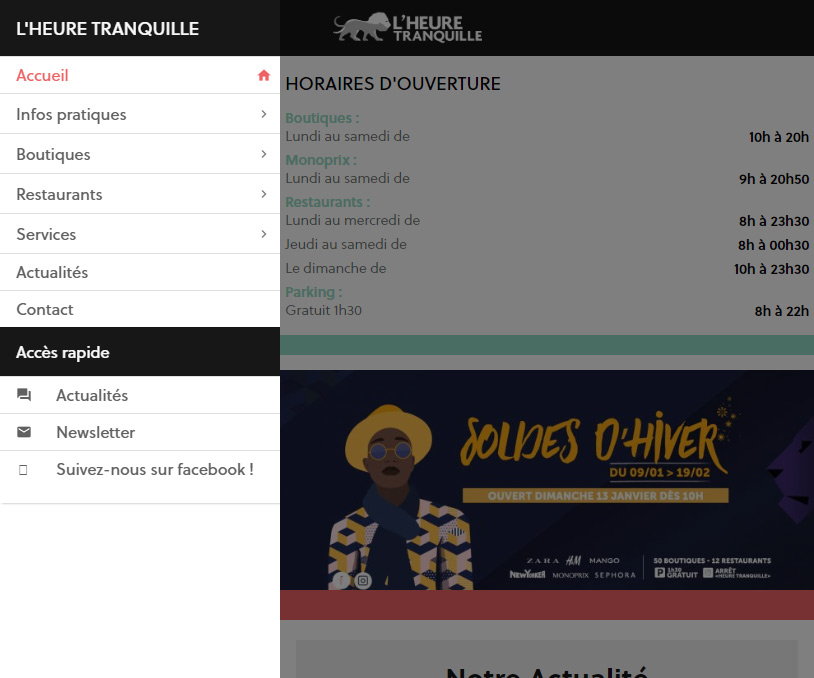 L'HEURE TRANQUILLE
Accueil
Infos pratiques
Boutiques
Restaurants
Services
Actualités
Contact
Accès rapide
Actualités
Newsletter
Suivez-nous sur facebook !
L'HEURE
TRANQUILLE
HORAIRES D'OUVERTURE
Boutiques :
Lundi au samedi de 10h à 20h
Monoprix :
Lundi au samedi de 9h à 20h50
Restaurants :
Lundi au mercredi de 8h à 23h30
Jeudi au samedi de 8h à 00h30
Le dimanche de 10h à 23h30
Parking :
Gratuit 1h30 8h à 22h
SOLDES D'HIVER
DU 09/01 > 19/02
OUVERT DIMANCHE 13 JANVIER DÈS 10H
ZARA H&M MANGO
NEWYORKER MONOPRIX SEPHORA
50 BOUTIQUES - 12 RESTAURANTS
P 1h30 GRATUIT ARRÊT «HEURE TRANQUILLE»
Notre Actualité